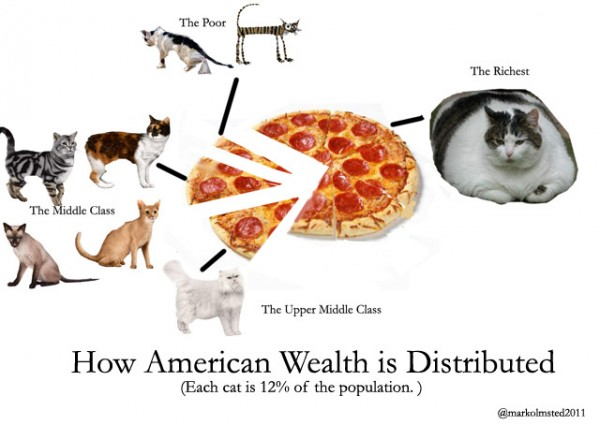 The Poor
The Richest
The Middle Class
The Upper Middle Class
How American Wealth is Distributed
(Each cat is 12% of the population. )
@markolmsted2011